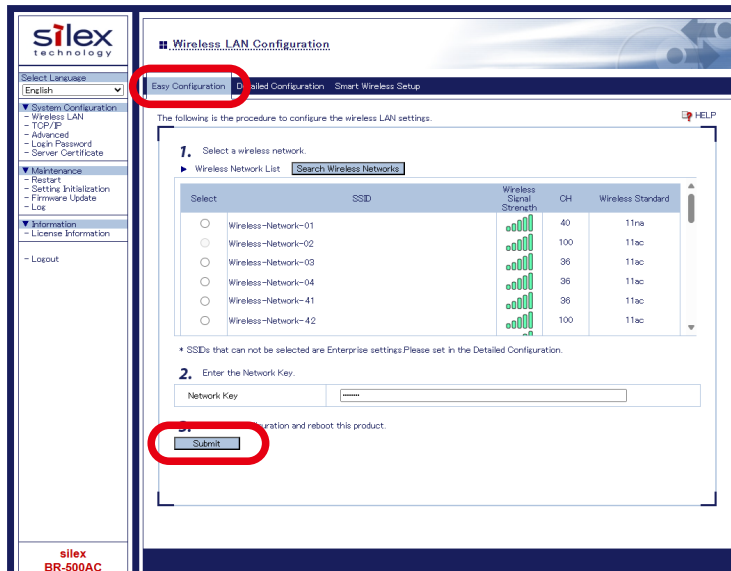 silex
technology
Select Language
English
▼ System Configuration
- Wireless LAN
- TCP/IP
- Advanced
- Login Password
- Server Certificate
▼ Maintenance
- Restart
- Setting Initialization
- Firmware Update
- Log
▼ Information
- License Information
- Logout
silex
BR-500AC
Wireless LAN Configuration
Easy Configuration Detailed Configuration Smart Wireless Setup
The following is the procedure to configure the wireless LAN settings. HELP
1. Select a wireless network.
Wireless Network List Search Wireless Networks
Select SSID Wireless Signal Strength CH Wireless Standard
Wireless-Network-01 40 11na
Wireless-Network-02 100 11ac
Wireless-Network-03 36 11ac
Wireless-Network-04 36 11ac
Wireless-Network-41 36 11ac
Wireless-Network-42 100 11ac
* SSIDs that can not be selected are Enterprise settings.Please set in the Detailed Configuration.
2. Enter the Network Key.
Network Key ••••••••
3. and reboot this product.
Submit